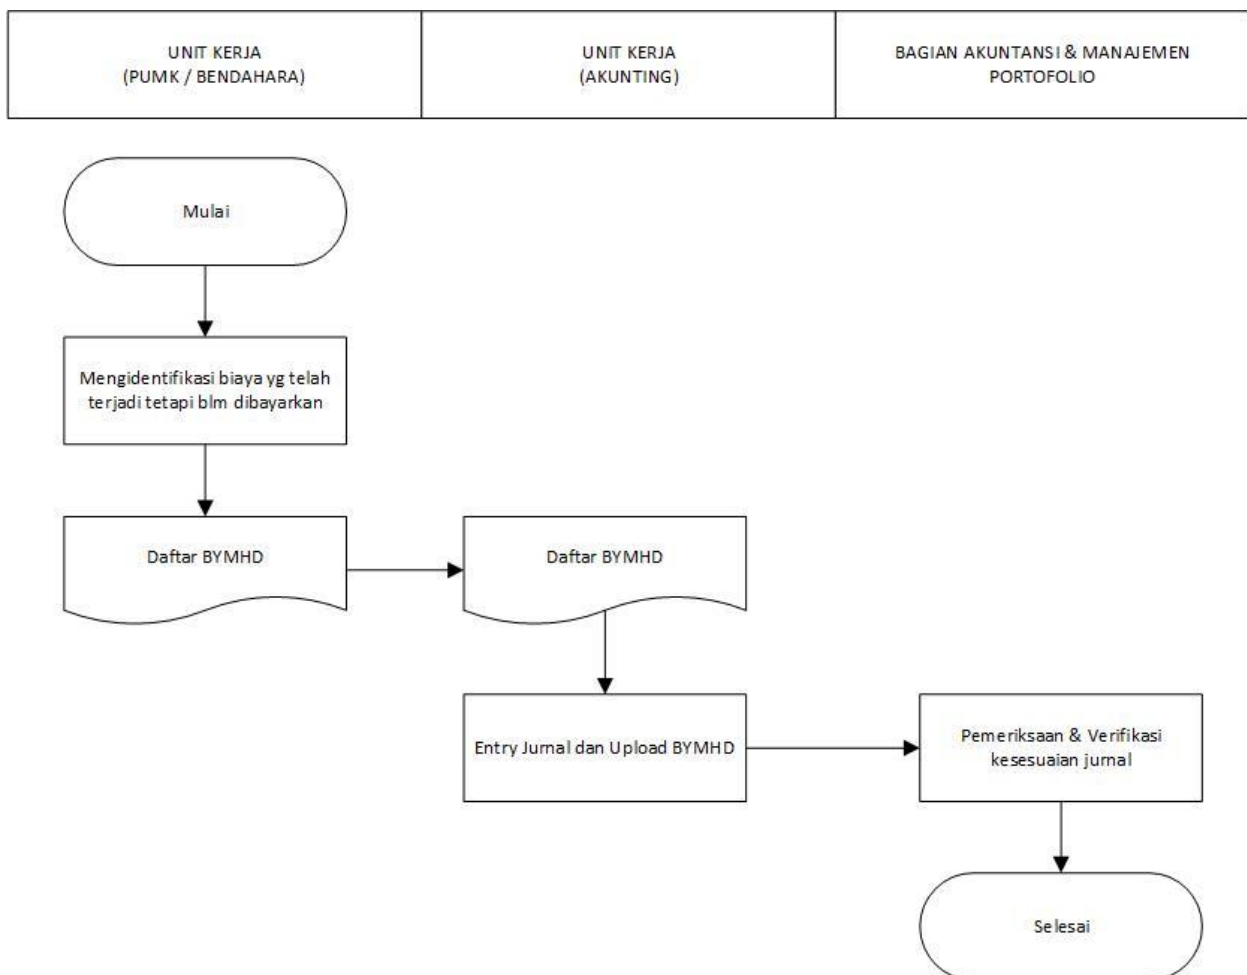 UNIT KERJA
(PUMK / BENDAHARA)
UNIT KERJA
(AKUNTING)
BAGIAN AKUNTANSI & MANAJEMEN
PORTOFOLIO
Mulai
Mengidentifikasi biaya yg telah
terjadi tetapi blm dibayarkan
Daftar BYMHD
Daftar BYMHD
Entry Jurnal dan Upload BYMHD
Pemeriksaan & Verifikasi
kesesuaian jurnal
Selesai